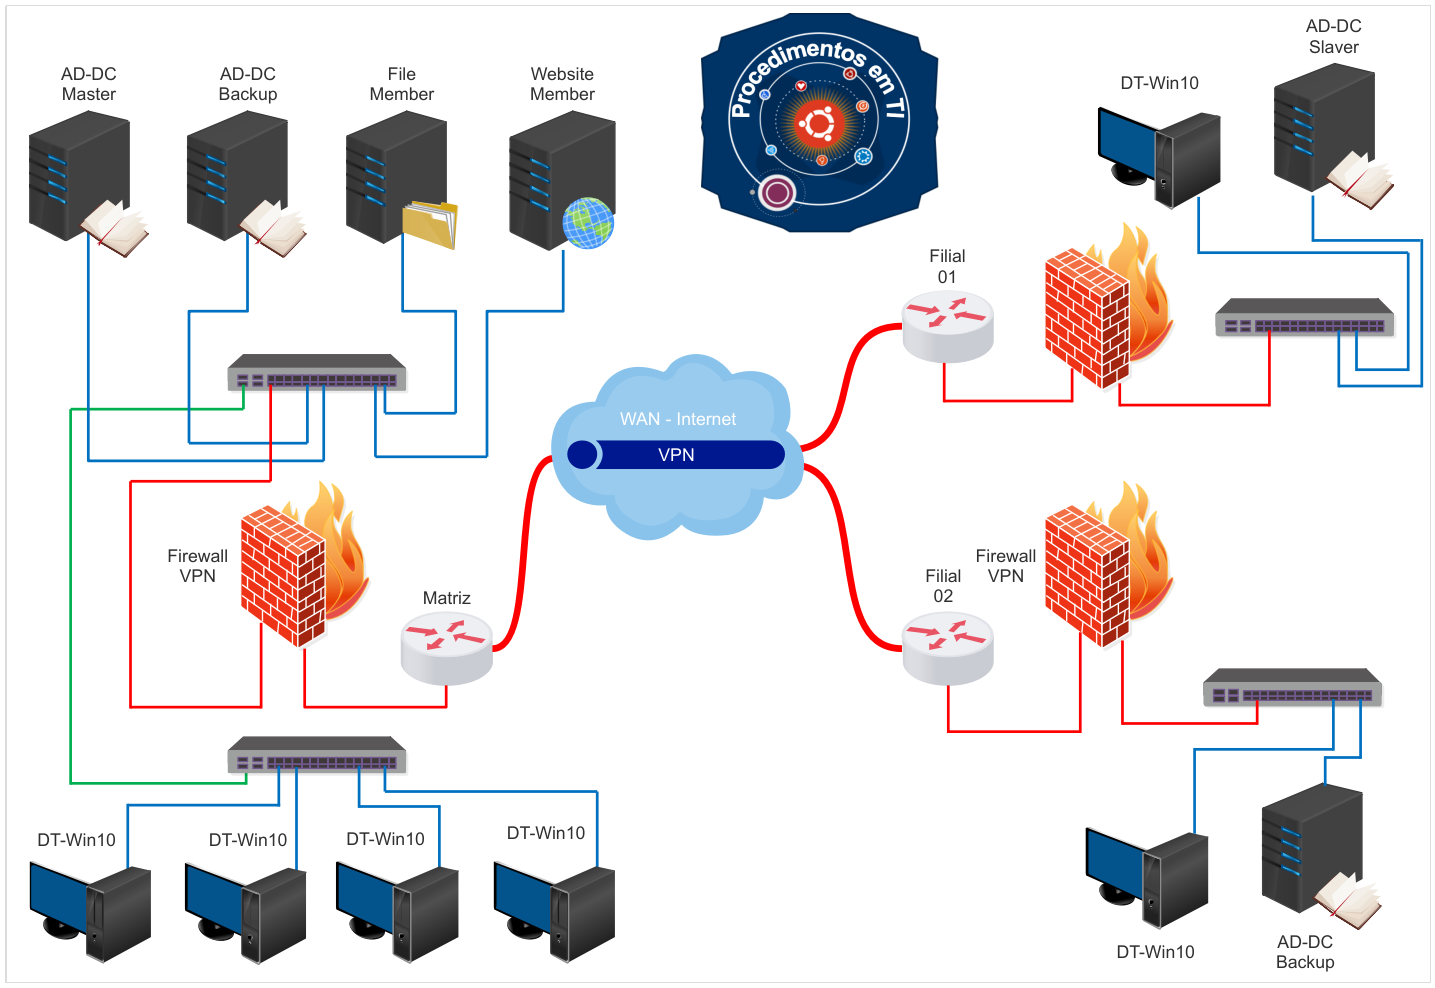 AD-DC
Master
AD-DC
Backup
File
Member
Website
Member
Procedimentos em TI
DT-Win10
AD-DC
Slaver
Filial
01
WAN - Internet
VPN
Firewall
VPN
Matriz
Filial
02
Firewall
VPN
DT-Win10
DT-Win10
DT-Win10
DT-Win10
DT-Win10
AD-DC
Backup